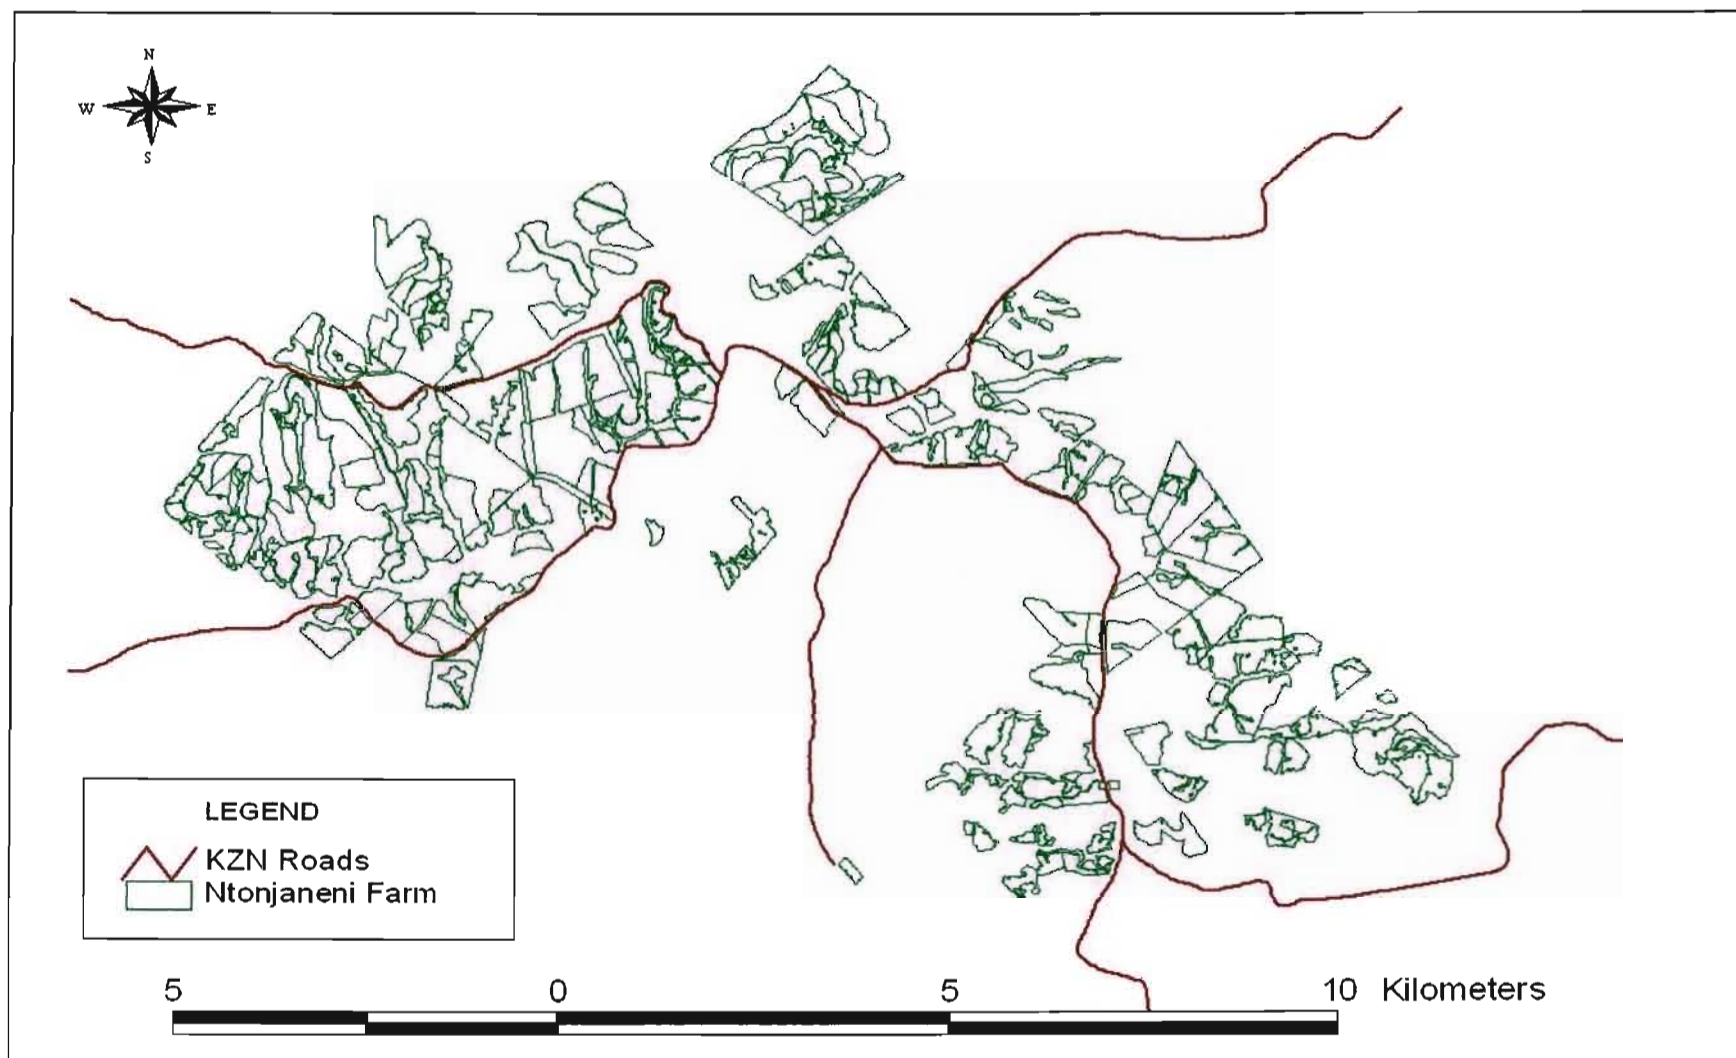 N
W E
S
LEGEND
KZN Roads
Ntonjaneni Farm
5 0 5 10 Kilometers